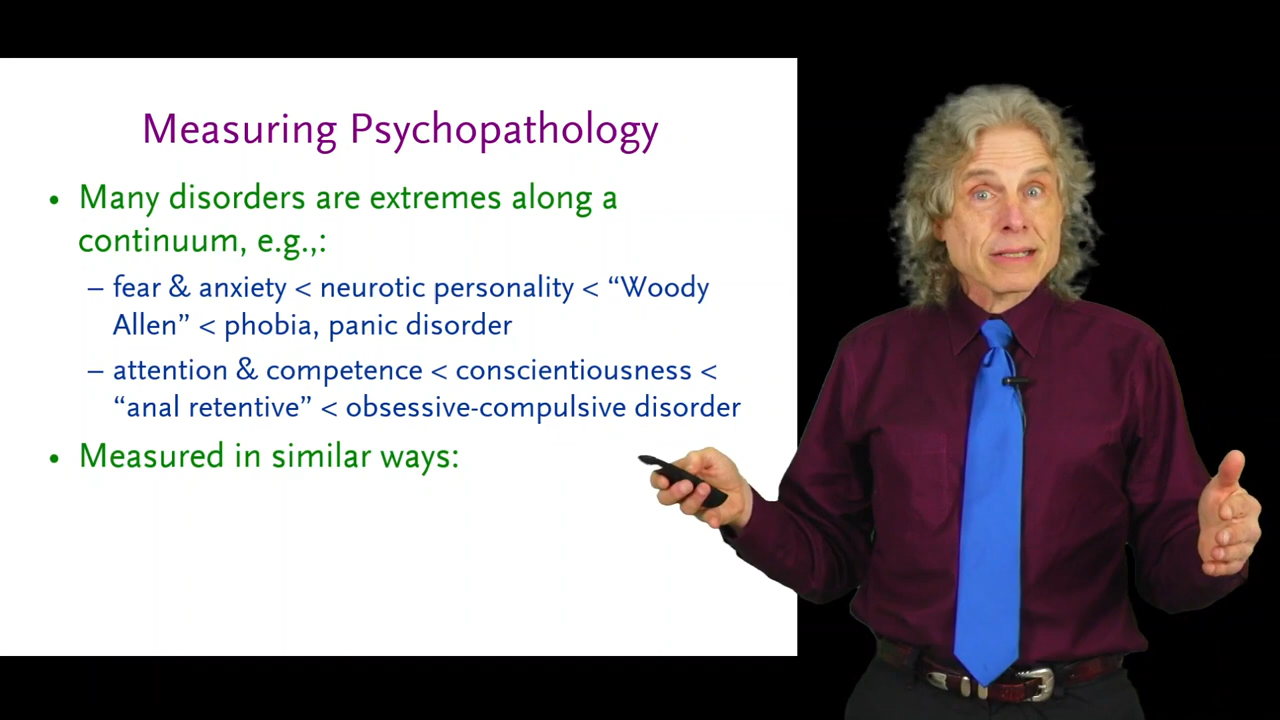 Measuring Psychopathology
• Many disorders are extremes along a
continuum, e.g.,:
– fear & anxiety < neurotic personality < “Woody
Allen” < phobia, panic disorder
– attention & competence < conscientiousness <
“anal retentive” < obsessive-compulsive disorder
• Measured in similar ways: